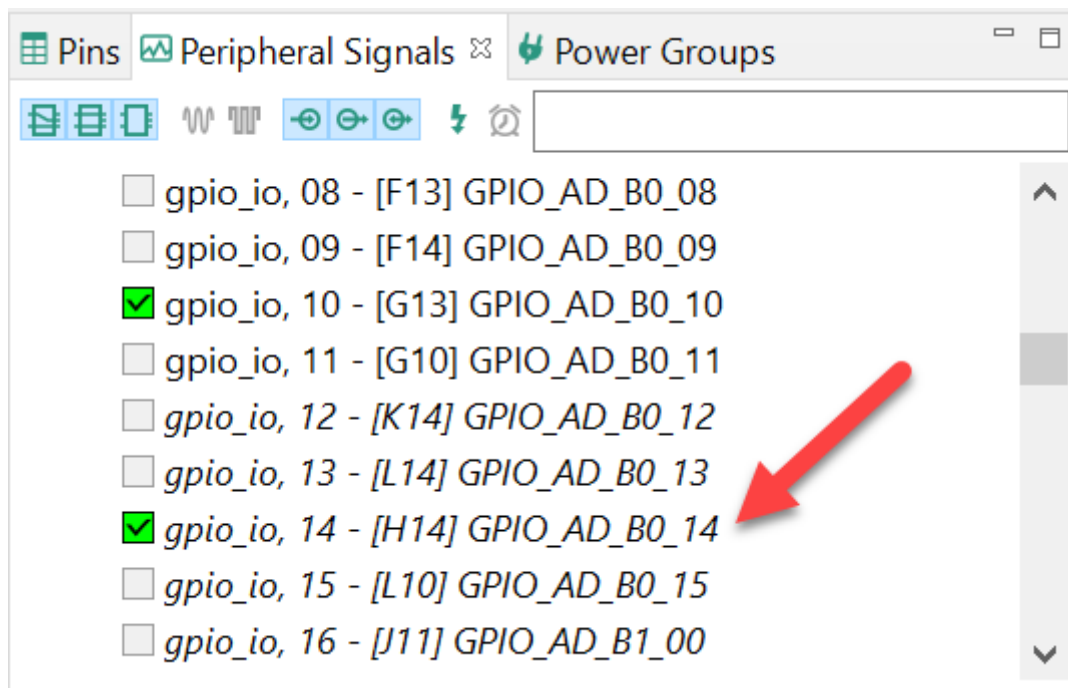 Pins Peripheral Signals Power Groups
gpio_io, 08 - [F13] GPIO_AD_B0_08
gpio_io, 09 - [F14] GPIO_AD_B0_09
gpio_io, 10 - [G13] GPIO_AD_B0_10
gpio_io, 11 - [G10] GPIO_AD_B0_11
gpio_io, 12 - [K14] GPIO_AD_B0_12
gpio_io, 13 - [L14] GPIO_AD_B0_13
gpio_io, 14 - [H14] GPIO_AD_B0_14
gpio_io, 15 - [L10] GPIO_AD_B0_15
gpio_io, 16 - [J11] GPIO_AD_B1_00